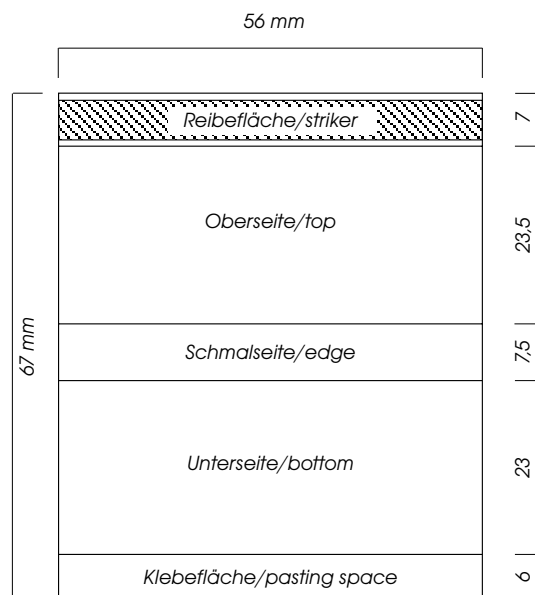 56 mm
Reibefläche/striker
7
Oberseite/top
23,5
67 mm
Schmalseite/edge
7,5
Unterseite/bottom
23
Klebefläche/pasting space
6